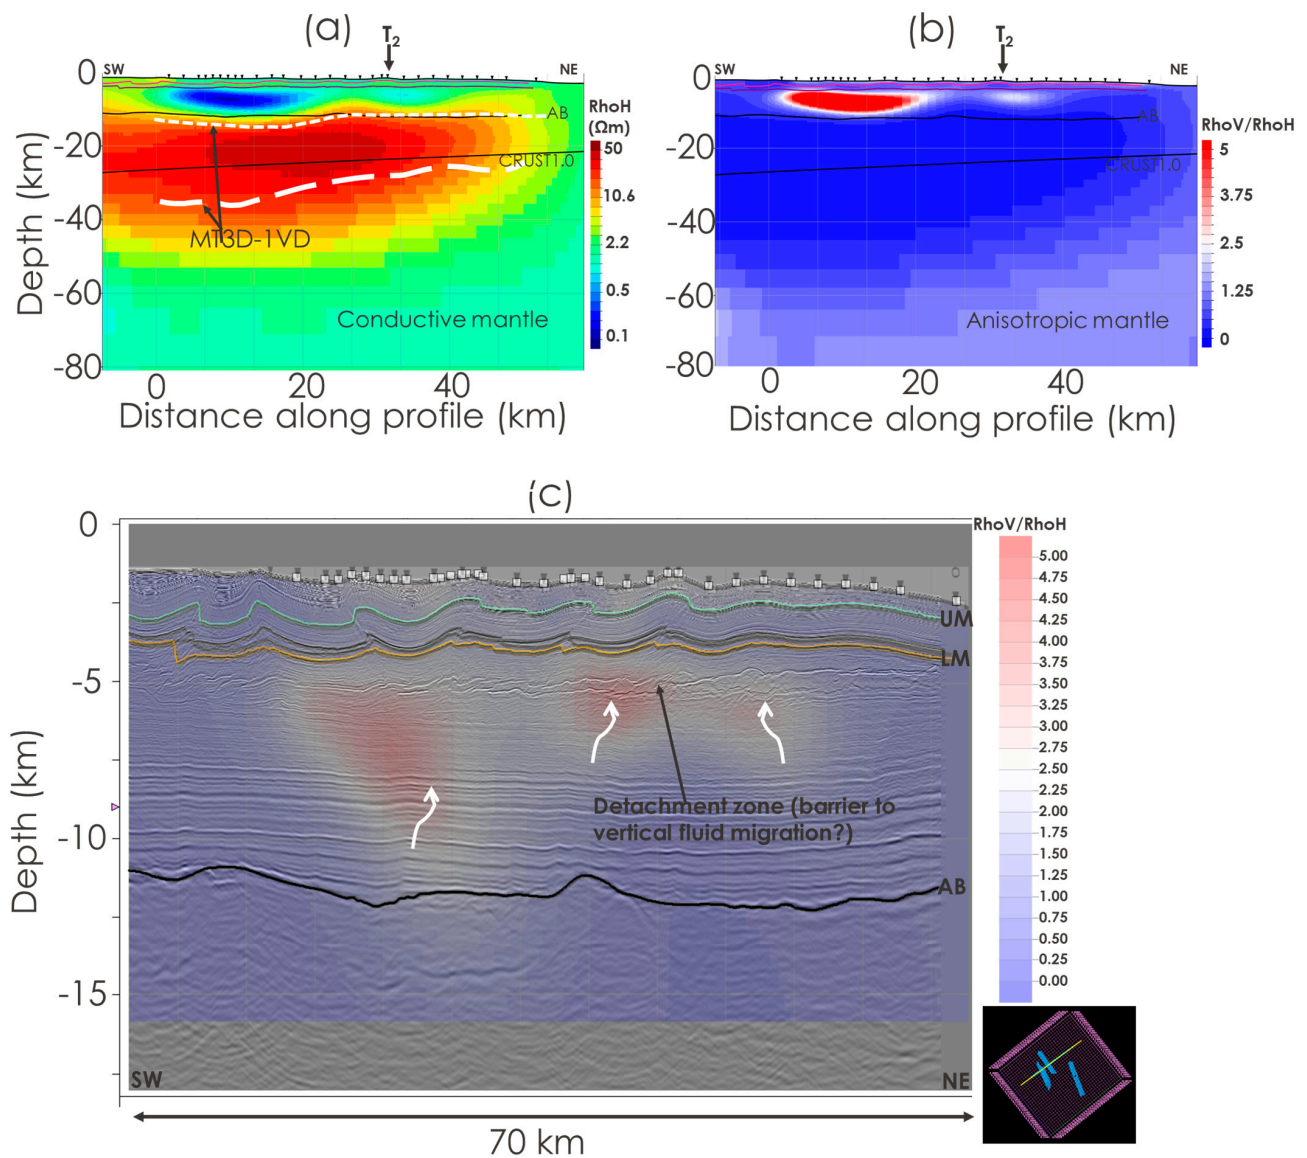 (a)
T2
SW
NE
0
-20
-40
-60
-80
Depth (km)
AB
CRUST1.0
MT3D-1VD
Conductive mantle
RhoH
(Ωm)
50
10.6
2.2
0.5
0.1
0
20
40
Distance along profile (km)
(b)
T2
SW
NE
0
-20
-40
-60
-80
AB
CRUST1.0
Anisotropic mantle
RhoV/RhoH
5
3.75
2.5
1.25
0
0
20
40
Distance along profile (km)
(c)
0
-5
-10
-15
Depth (km)
UM
LM
Detachment zone (barrier to
vertical fluid migration?)
AB
SW
NE
70 km
RhoV/RhoH
5.00
4.75
4.50
4.25
4.00
3.75
3.50
3.25
3.00
2.75
2.50
2.25
2.00
1.75
1.50
1.25
1.00
0.75
0.50
0.25
0.00